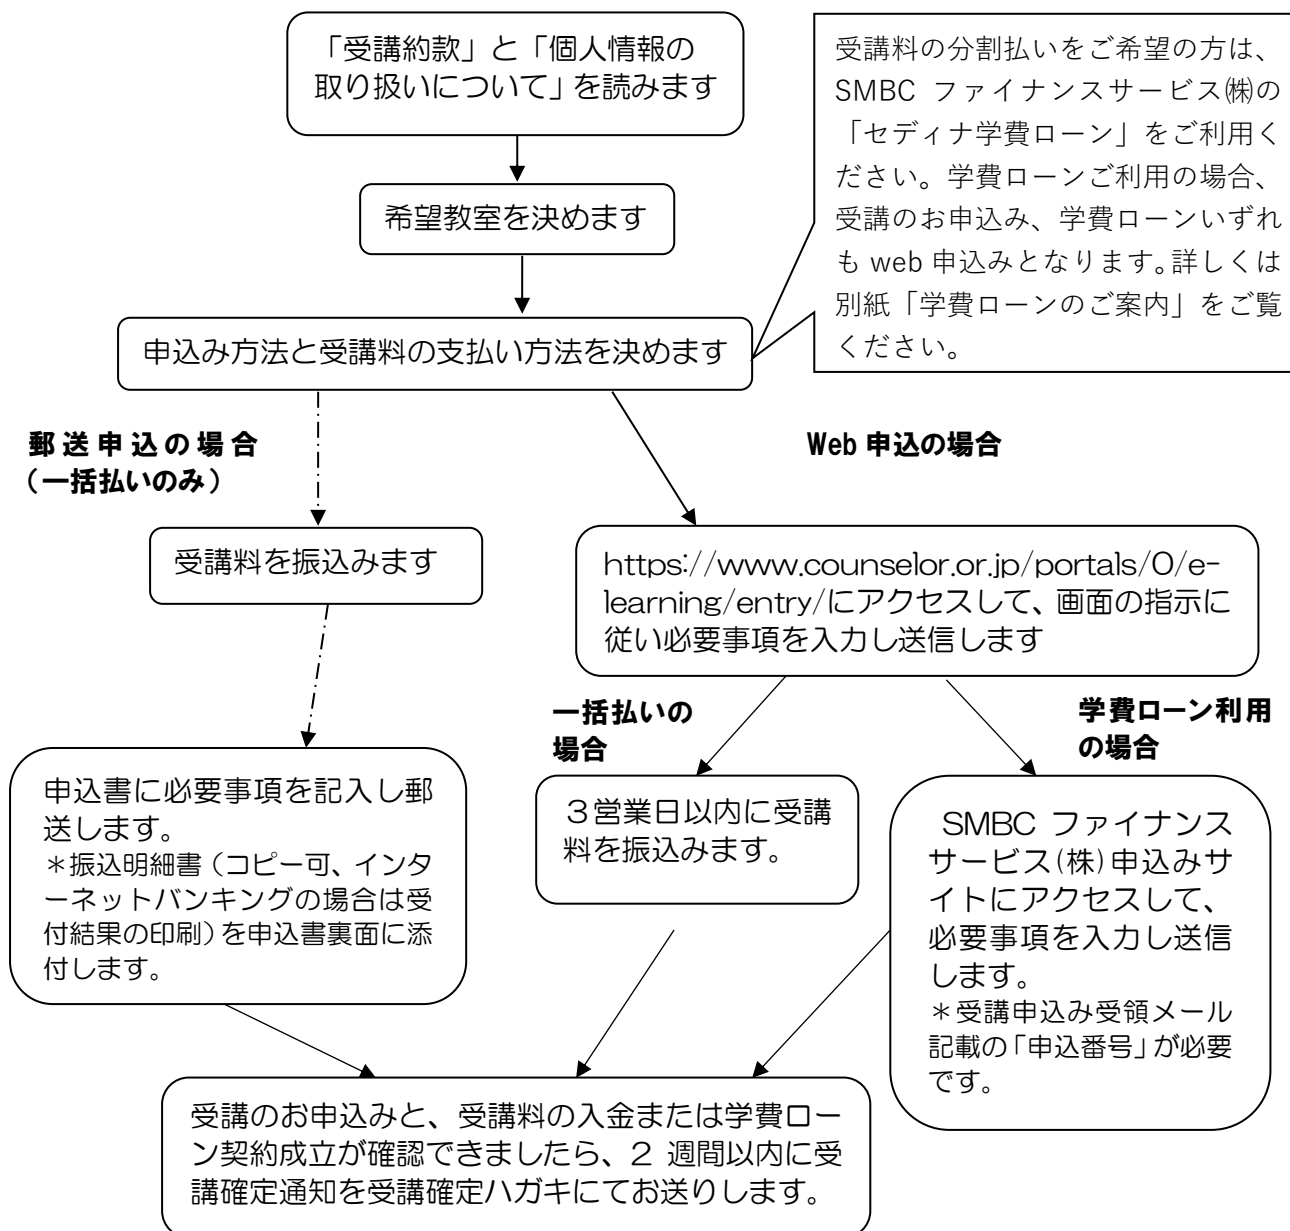 「受講約款」と「個人情報の
取り扱いについて」を読みます
受講料の分割払いをご希望の方は、
SMBC ファイナンスサービス㈱の
「セディナ学費ローン」をご利用く
ださい。学費ローンご利用の場合、
受講のお申込み、学費ローンいずれ
も web 申込みとなります。詳しくは
別紙「学費ローンのご案内」をご覧
ください。
希望教室を決めます
申込み方法と受講料の支払い方法を決めます
郵送申込の場合
（一括払いのみ）
Web 申込の場合
受講料を振込みます
https://www.counselor.or.jp/portals/0/e-
learning/entry/にアクセスして、画面の指示に
従い必要事項を入力し送信します
一括払いの
場合
学費ローン利用
の場合
申込書に必要事項を記入し郵
送します。
＊振込明細書（コピー可、インタ
ーネットバンキングの場合は受
付結果の印刷）を申込書裏面に添
付します。
３営業日以内に受講
料を振込みます。
SMBC ファイナンス
サービス(株)申込みサ
イトにアクセスして、
必要事項を入力し送信
します。
＊受講申込み受領メール
記載の「申込番号」が必要
です。
受講のお申込みと、受講料の入金または学費ロー
ン契約成立が確認できましたら、２ 週間以内に受
講確定通知を受講確定ハガキにてお送りします。